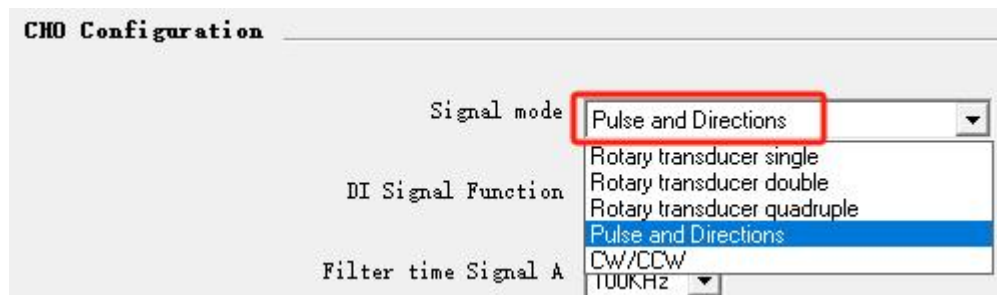 CH0 Configuration
Signal mode
Pulse and Directions
Rotary transducer single
Rotary transducer double
DI Signal Function
Rotary transducer quadruple
Pulse and Directions
CW/CCW
Filter time Signal A
100KHz